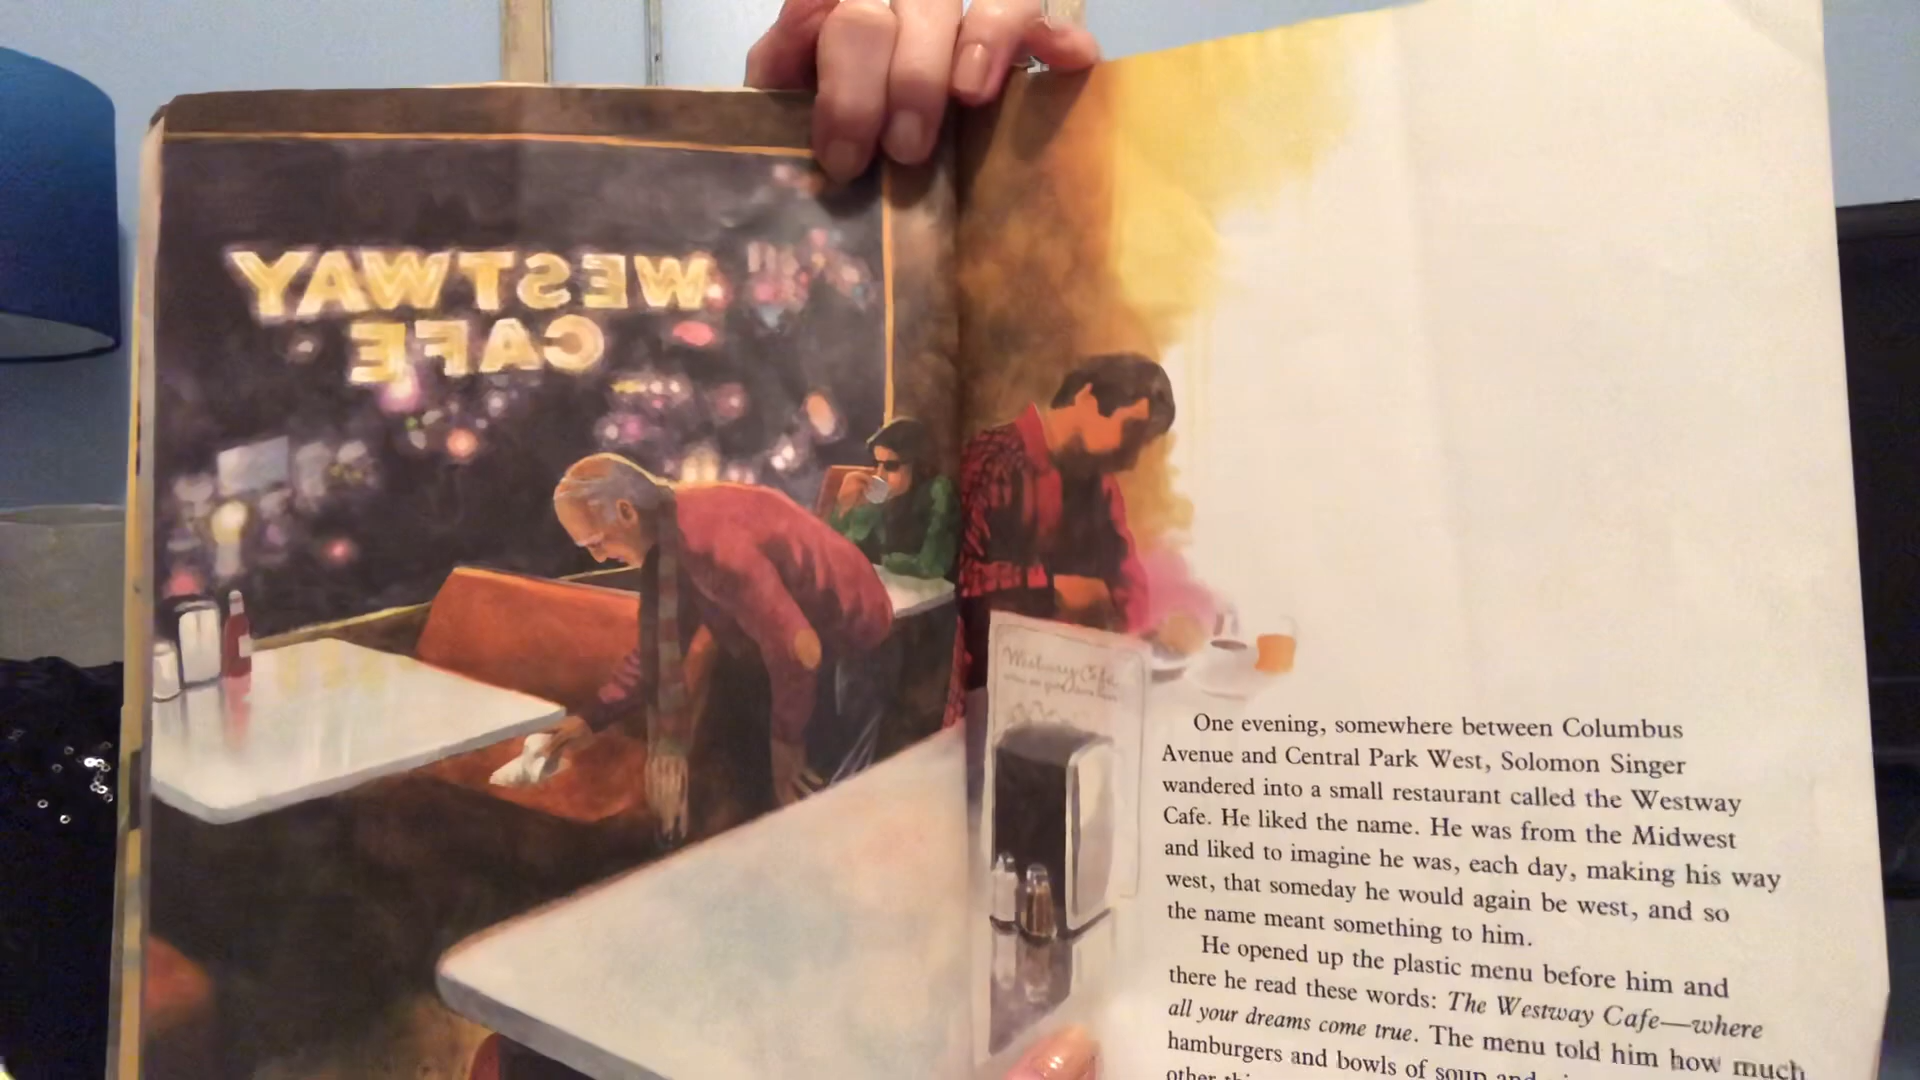 WESTWAY
CAFE
Westway Cafe
One evening, somewhere between Columbus
Avenue and Central Park West, Solomon Singer
wandered into a small restaurant called the Westway
Cafe. He liked the name. He was from the Midwest
and liked to imagine he was, each day, making his way
west, that someday he would again be west, and so
the name meant something to him.
He opened up the plastic menu before him and
there he read these words: The Westway Cafe—where
all your dreams come true. The menu told him how much
hamburgers and bowls of soup and
other